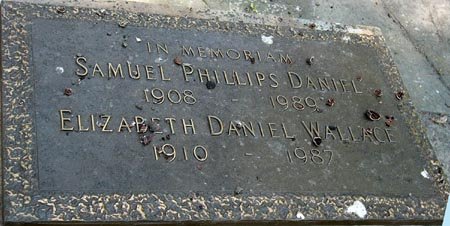 IN MEMORIAM
SAMUEL PHILLIPS DANIEL
1908 - 1989
ELIZABETH DANIEL WALLACE
1910 - 1987